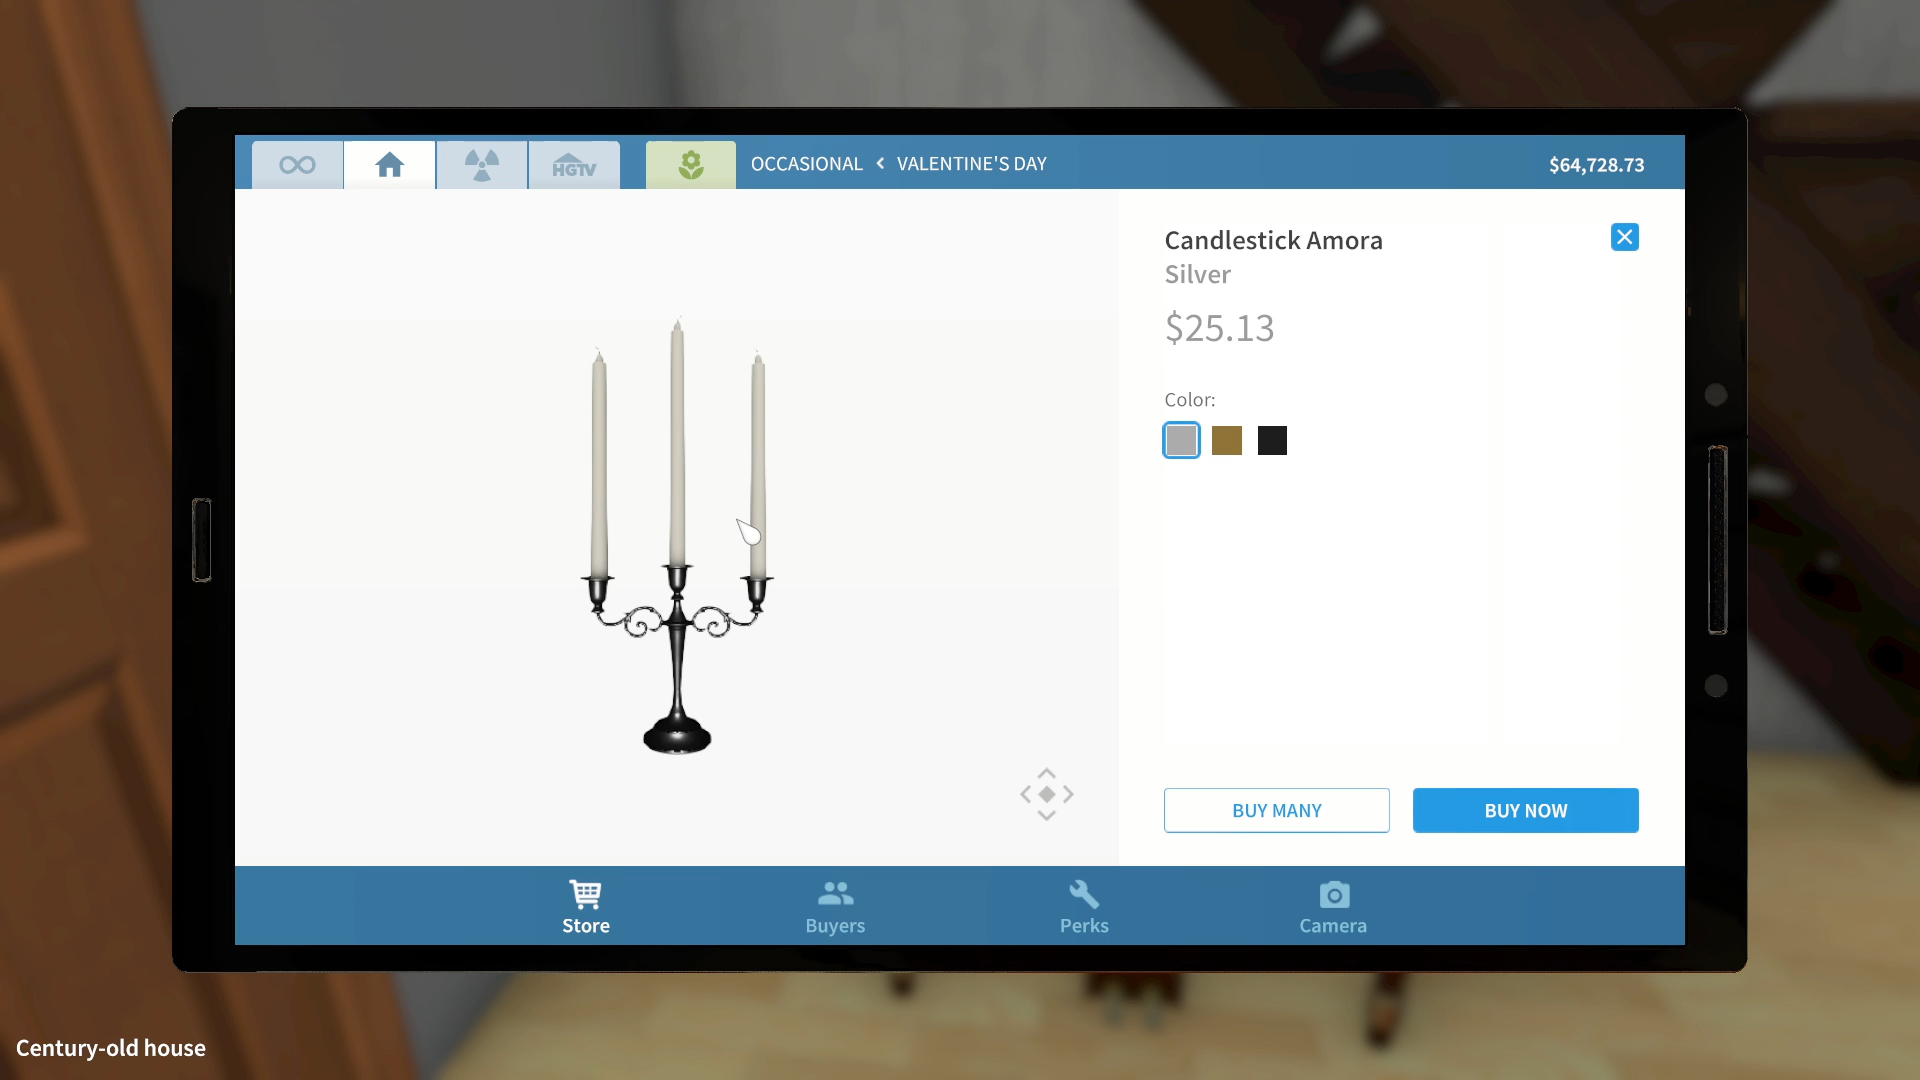 HGTV
OCCASIONAL < VALENTINE'S DAY
$64,728.73
Candlestick Amora
Silver
$25.13
Color:
BUY MANY
BUY NOW
Store
Buyers
Perks
Camera
Century-old house